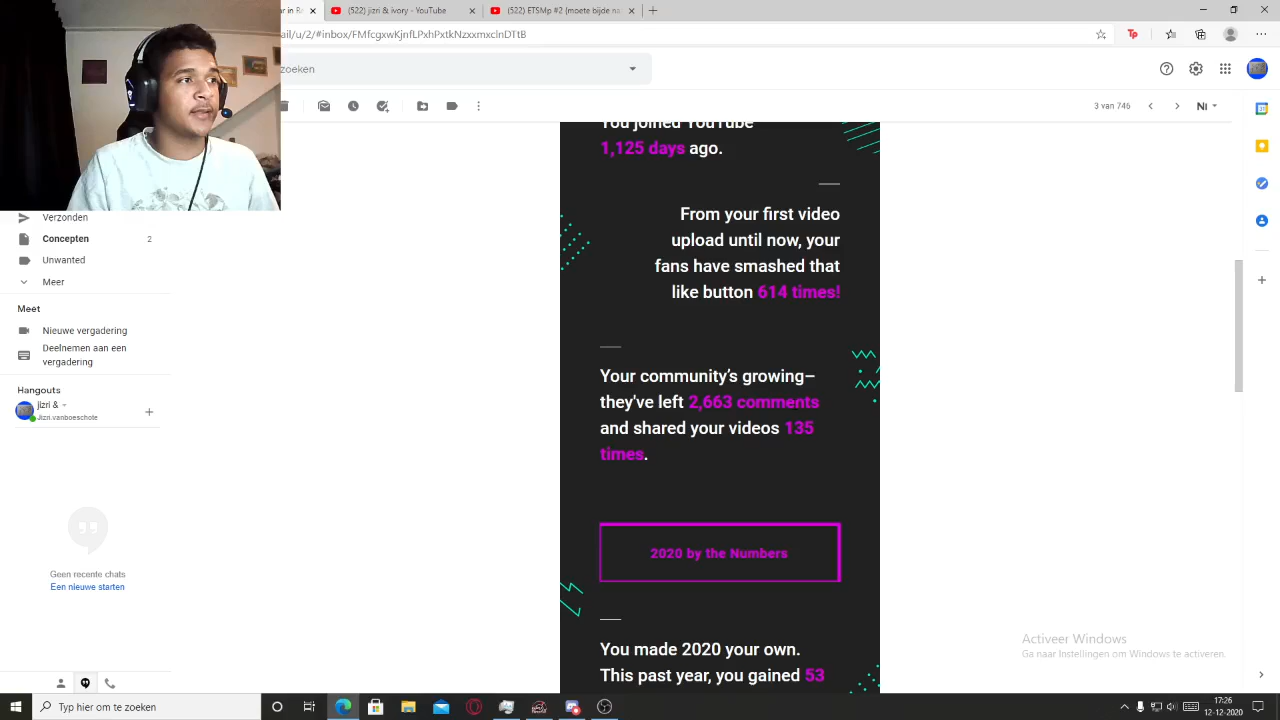 (522) jizri & ivory - YouTube
(522) ETSMp #2 (moete bijde na
ail/u/2/#inbox/FMfcgxwKjnfLPxhPxtkNzxxmxclnDTtB
zoeken
3 van 746
Verzonden
Concepten 2
Unwanted
Meer
Meet
Nieuwe vergadering
Deelnemen aan een
vergadering
Hangouts
jizri &
Jizri.vanboeschote
Geen recente chats
Een nieuwe starten
You joined YouTube
1,125 days ago.
From your first video
upload until now, your
fans have smashed that
like button 614 times!
Your community's growing–
they've left 2,663 comments
and shared your videos 135
times.
2020 by the Numbers
You made 2020 your own.
This past year, you gained 53
Activeer Windows
Ga naar Instellingen om Windows te activeren.
Typ hier om te zoeken
17:26
12-12-2020